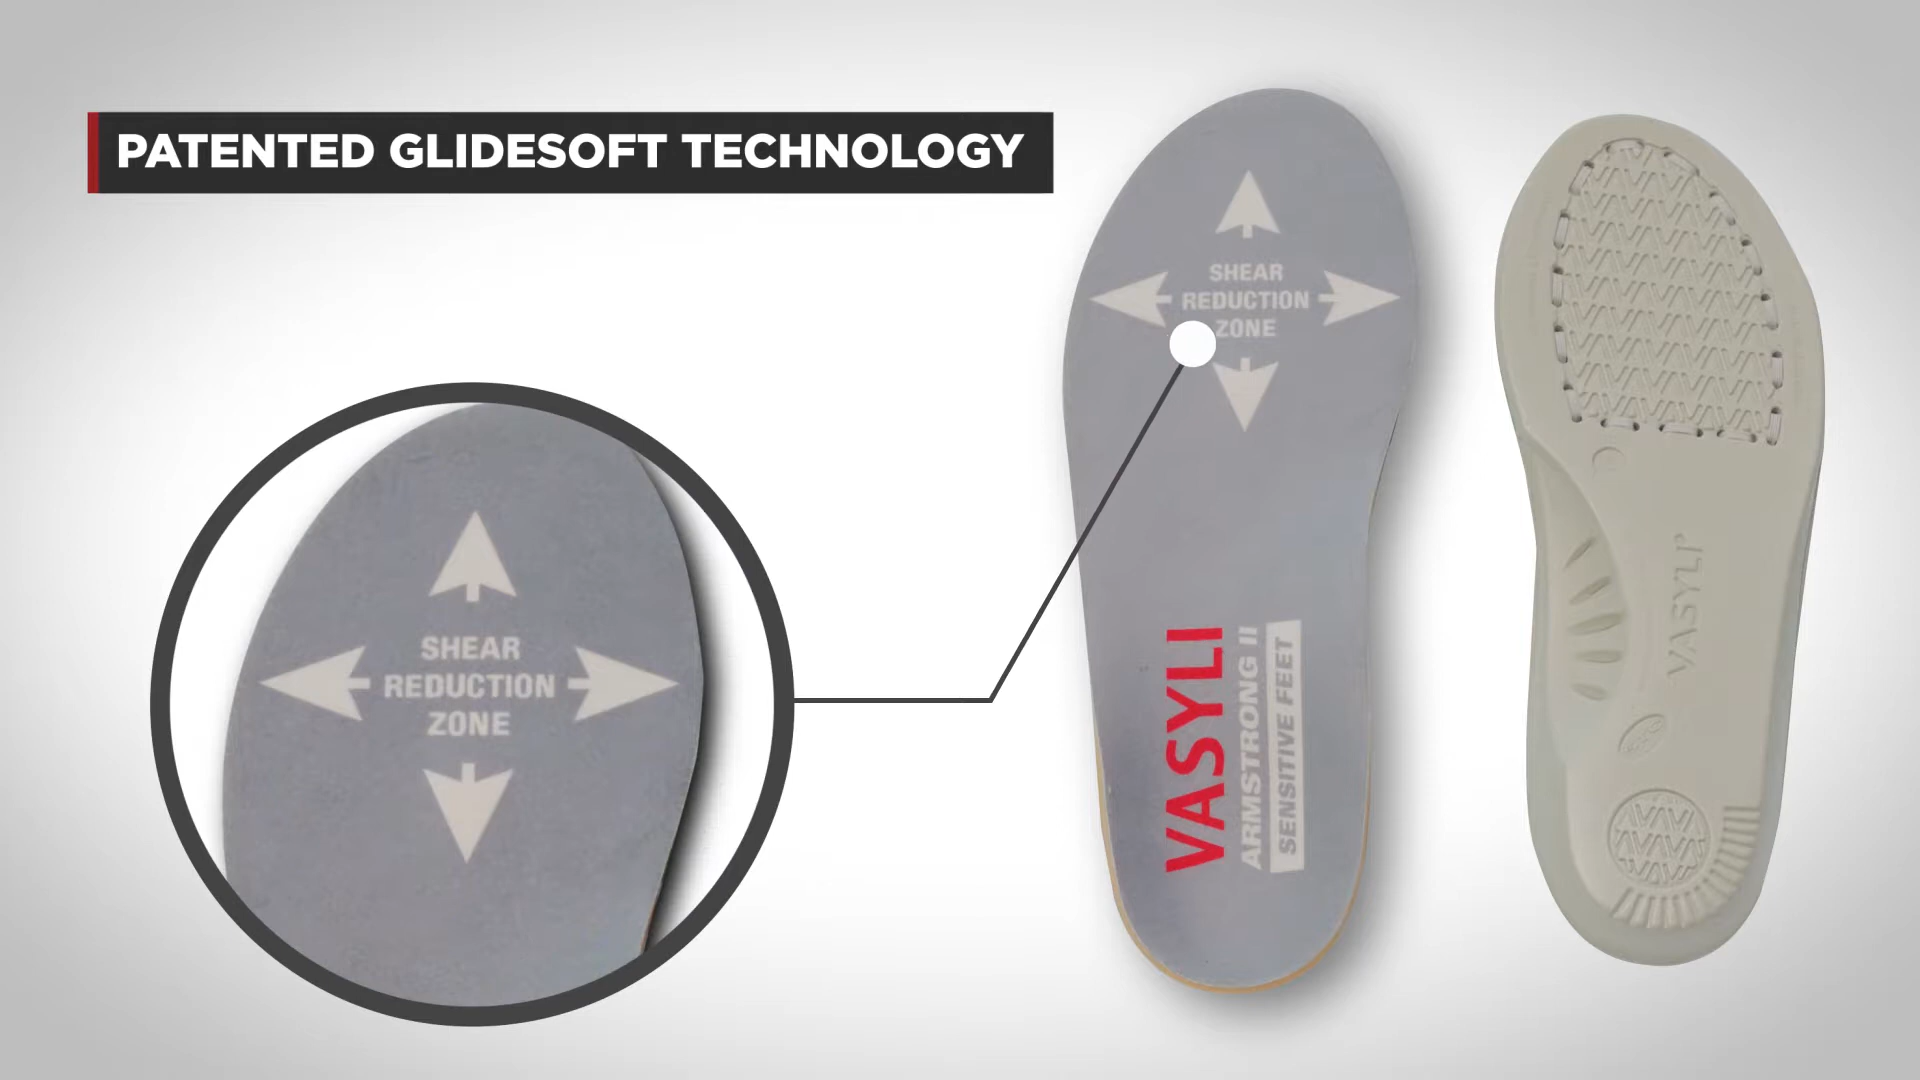 PATENTED GLIDESOFT TECHNOLOGY
SHEAR
REDUCTION
ZONE
SHEAR
REDUCTION
ZONE
VASYLI
ARMSTRONG II
SENSITIVE FEET
VASYLI